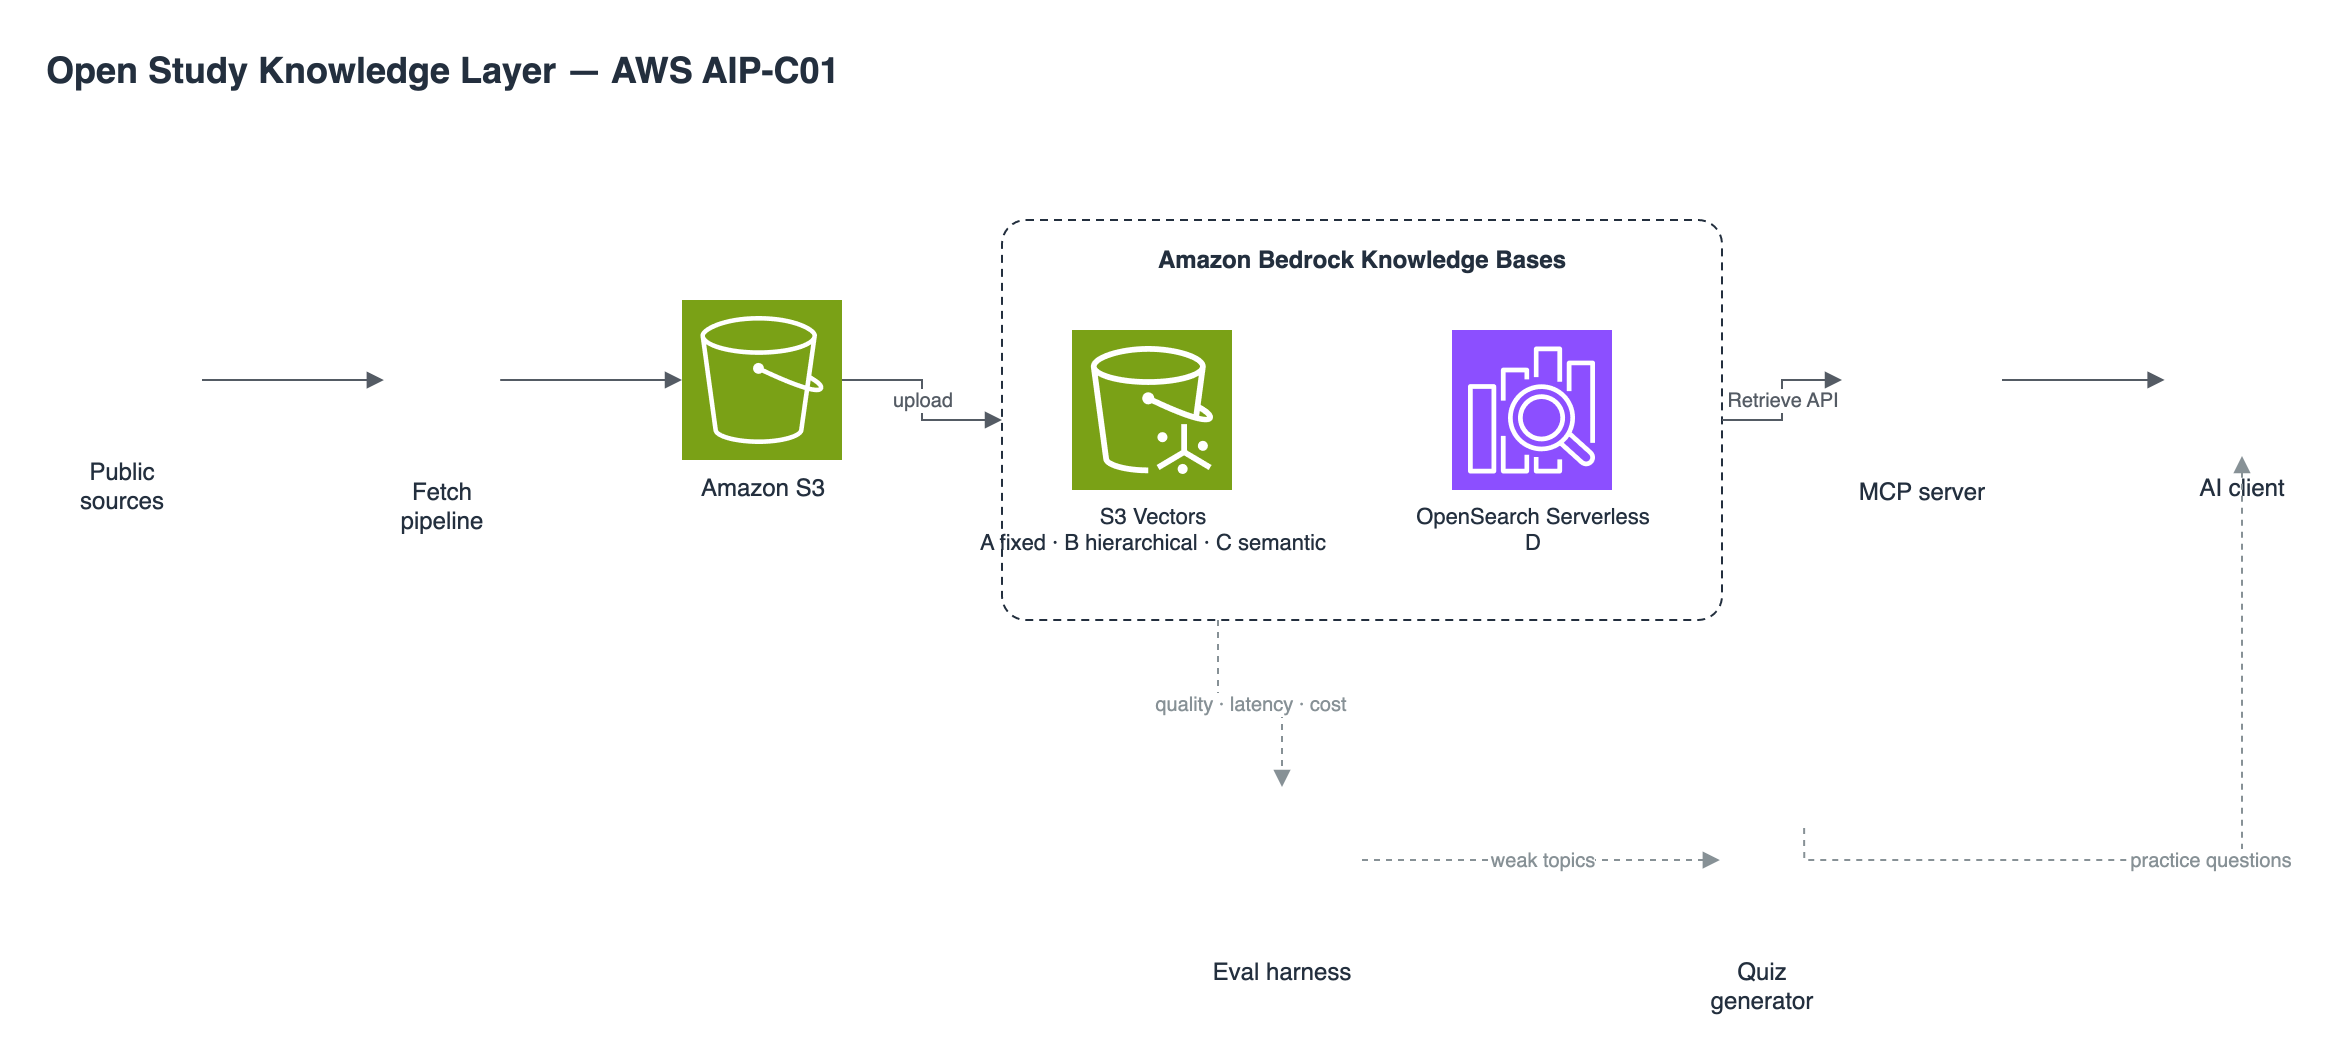 Open Study Knowledge Layer — AWS AIP-C01
Amazon Bedrock Knowledge Bases
upload
Retrieve API
Public
sources
Fetch
pipeline
Amazon S3
S3 Vectors
A fixed · B hierarchical · C semantic
OpenSearch Serverless
D
MCP server
AI client
quality · latency · cost
weak topics
practice questions
Eval harness
Quiz
generator